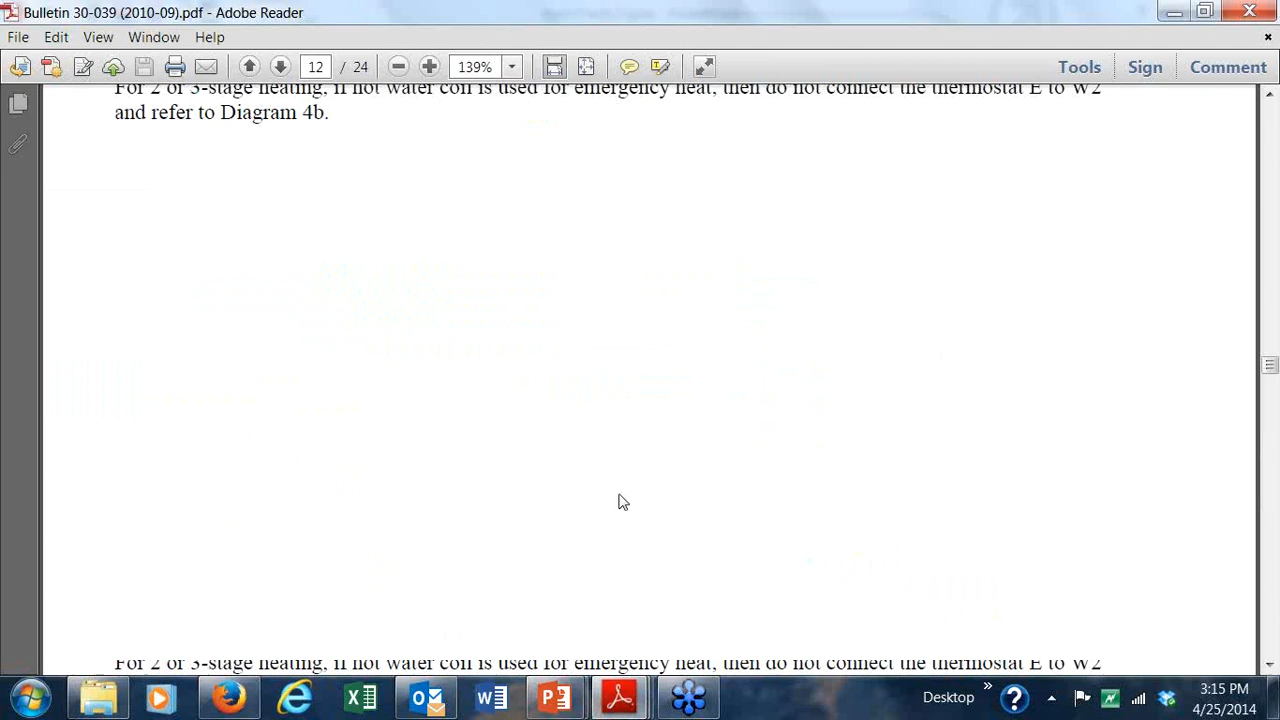 Bulletin 30-039 (2010-09).pdf - Adobe Reader
File Edit View Window Help
12 / 24 139% Tools Sign Comment
For 2 or 3-stage heating, if hot water coil is used for emergency heat, then do not connect the thermostat E to W2
and refer to Diagram 4b.
For 2 or 3-stage heating, if hot water coil is used for emergency heat, then do not connect the thermostat E to W2
Desktop
3:15 PM
4/25/2014